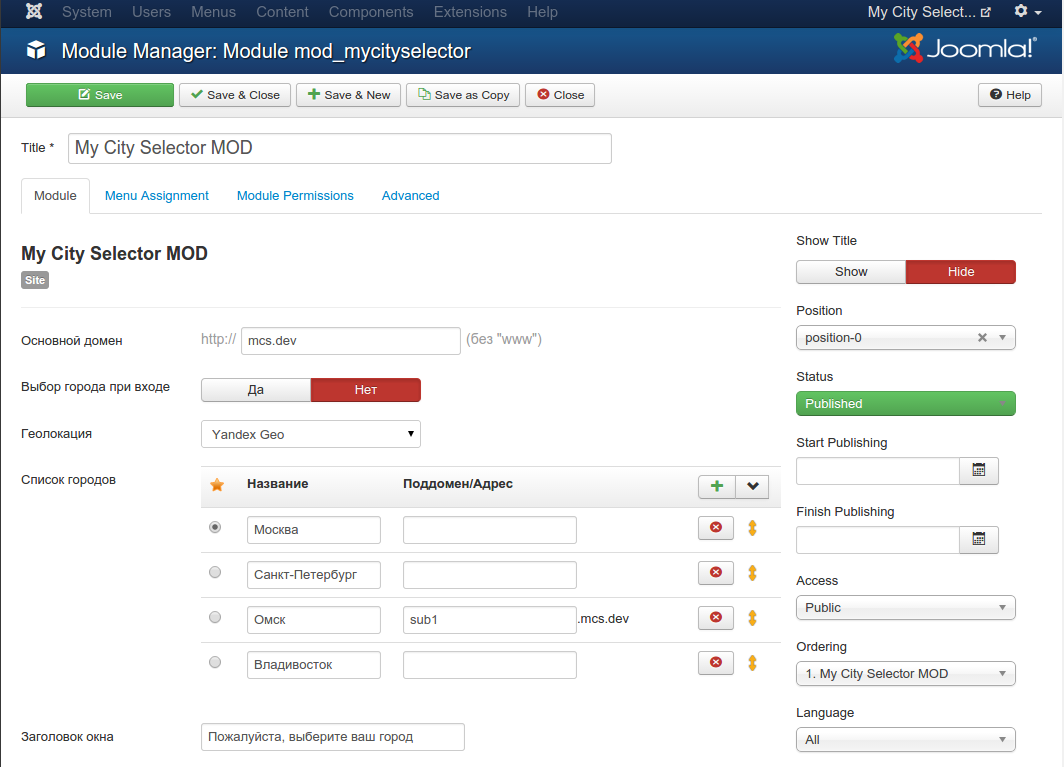 System Users Menus Content Components Extensions Help My City Select...
Module Manager: Module mod_mycityselector Joomla!®
Save Save & Close Save & New Save as Copy Close Help
Title * My City Selector MOD
Module Menu Assignment Module Permissions Advanced
My City Selector MOD
Site
Основной домен http:// mcs.dev (без "www")
Выбор города при входе Да Нет
Геолокация Yandex Geo
Список городов Название Поддомен/Адрес
Москва
Санкт-Петербург
Омск sub1 .mcs.dev
Владивосток
Заголовок окна Пожалуйста, выберите ваш город
Show Title
Show Hide
Position
position-0
Status
Published
Start Publishing
Finish Publishing
Access
Public
Ordering
1. My City Selector MOD
Language
All